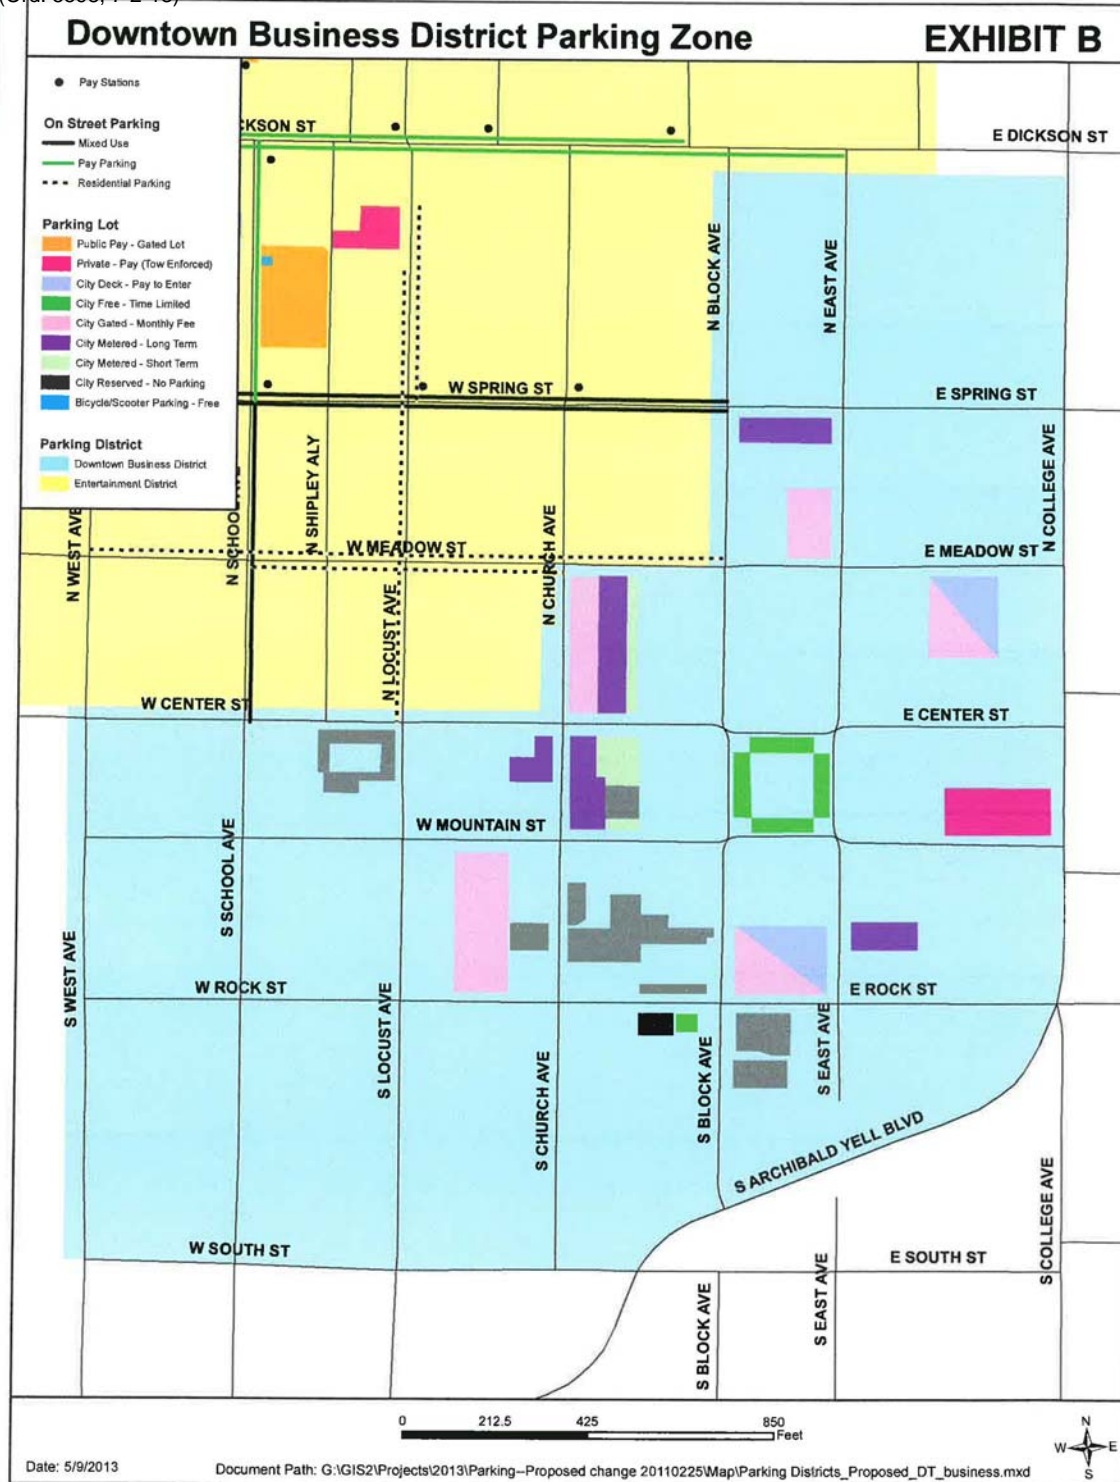 Downtown Business District Parking Zone
EXHIBIT B
Pay Stations
On Street Parking
Mixed Use
Pay Parking
Residential Parking
Parking Lot
Public Pay - Gated Lot
Private - Pay (Tow Enforced)
City Deck - Pay to Enter
City Free - Time Limited
City Gated - Monthly Fee
City Metered - Long Term
City Metered - Short Term
City Reserved - No Parking
Bicycle/Scooter Parking - Free
Parking District
Downtown Business District
Entertainment District
CKSON ST
E DICKSON ST
N BLOCK AVE
N EAST AVE
W SPRING ST
E SPRING ST
N COLLEGE AVE
N SHIPLEY ALY
N SCHOOL AVE
N WEST AVE
W MEADOW ST
E MEADOW ST
N CHURCH AVE
N LOCUST AVE
W CENTER ST
E CENTER ST
W MOUNTAIN ST
S SCHOOL AVE
S WEST AVE
W ROCK ST
E ROCK ST
S LOCUST AVE
S CHURCH AVE
S BLOCK AVE
S EAST AVE
S ARCHIBALD YELL BLVD
W SOUTH ST
E SOUTH ST
S COLLEGE AVE
S BLOCK AVE
S EAST AVE
0 212.5 425 850
Feet
N
W E
S
Date: 5/9/2013
Document Path: G:\GIS2\Projects\2013\Parking--Proposed change 20110225\Map\Parking Districts_Proposed_DT_business.mxd